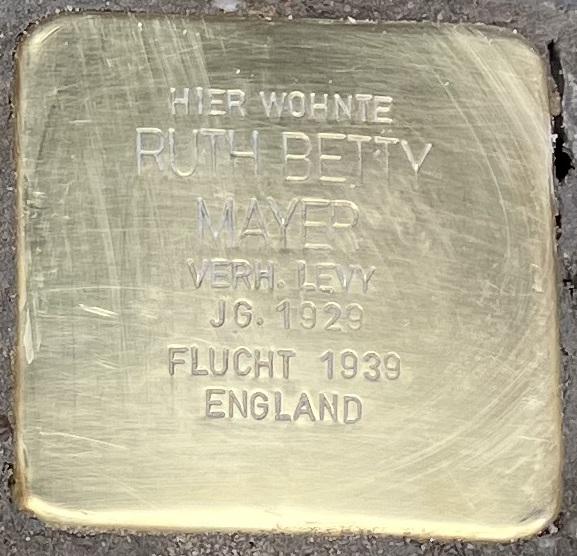 HIER WOHNTE
RUTH BETTY
MAYER
VERH. LEVY
JG. 1929
FLUCHT 1939
ENGLAND